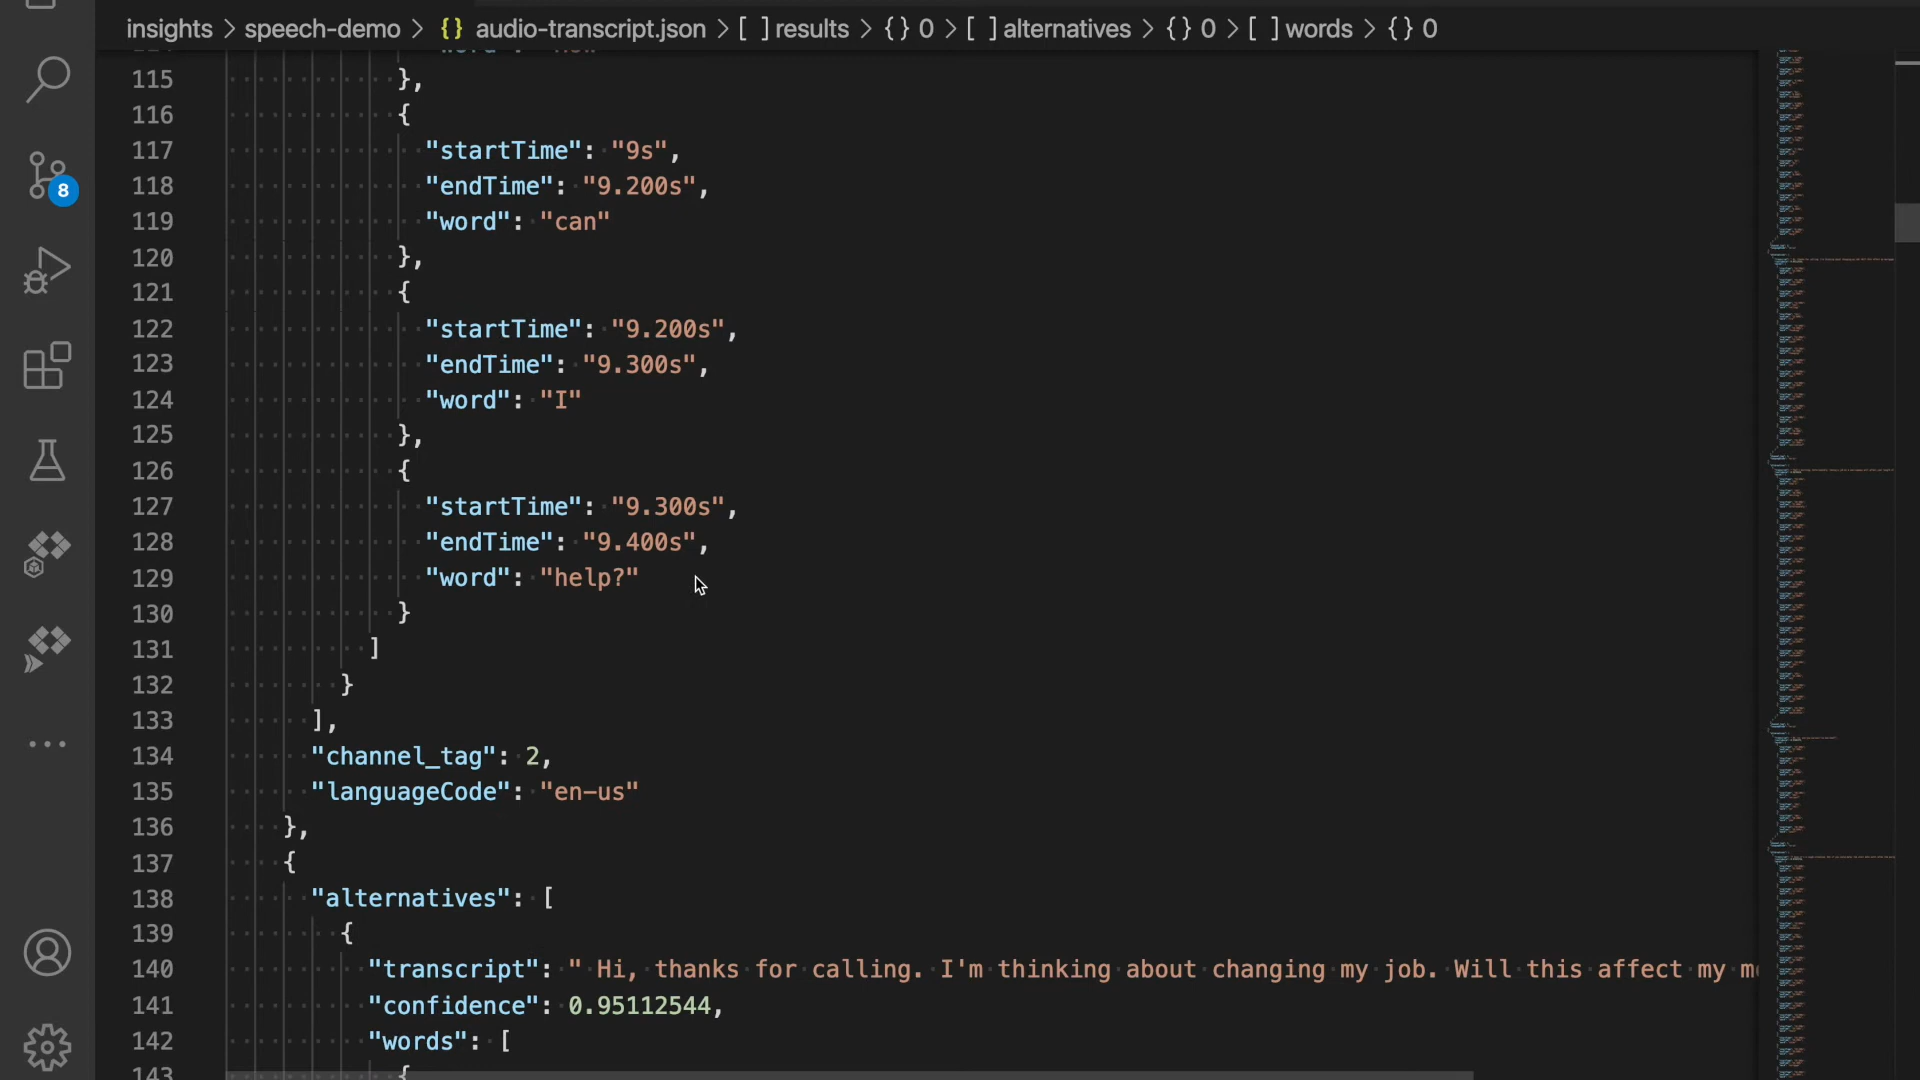 insights > speech-demo > {} audio-transcript.json > [ ] results > {} 0 > [ ] alternatives > {} 0 > [ ] words > {} 0
115 },
116 {
117 "startTime": "9s",
118 "endTime": "9.200s",
119 "word": "can"
120 },
121 {
122 "startTime": "9.200s",
123 "endTime": "9.300s",
124 "word": "I"
125 },
126 {
127 "startTime": "9.300s",
128 "endTime": "9.400s",
129 "word": "help?"
130 }
131 ]
132 }
133 ],
134 "channel_tag": 2,
135 "languageCode": "en-us"
136 },
137 {
138 "alternatives": [
139 {
140 "transcript": " Hi, thanks for calling. I'm thinking about changing my job. Will this affect my
141 "confidence": 0.95112544,
142 "words": [
143 {
8